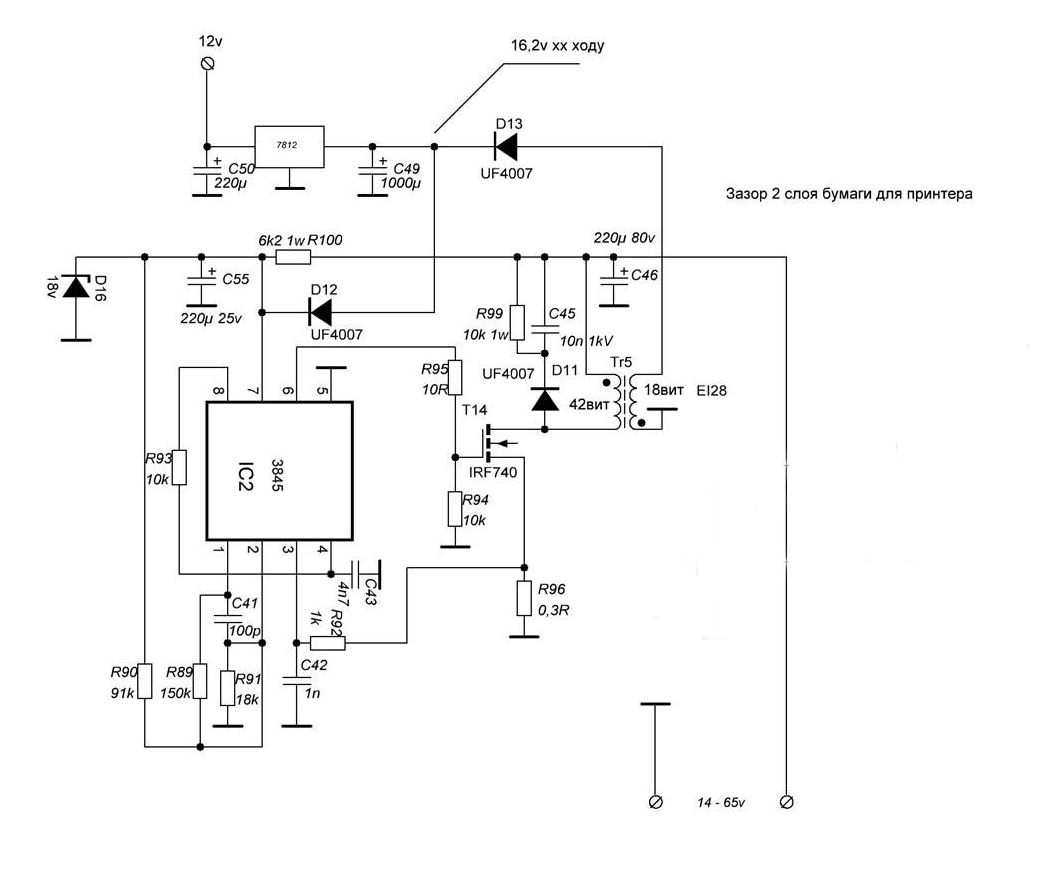 12v
16,2v xx ходу
D13
7812
C50
220µ
C49
1000µ
UF4007
Зазор 2 слоя бумаги для принтера
6k2 1w R100
220µ 80v
D16
18v
C55
C46
D12
220µ 25v
R99
C45
10k 1w
10n 1kV
UF4007
Tr5
R95
10R
UF4007
D11
8
7
6
5
42вит
18вит
EI28
T14
R93
10k
IC2
3845
IRF740
R94
10k
1
2
3
4
C43
4n7
R96
0,3R
C41
100p
R92
1k
R90
91k
R89
150k
R91
18k
C42
1n
14 - 65v